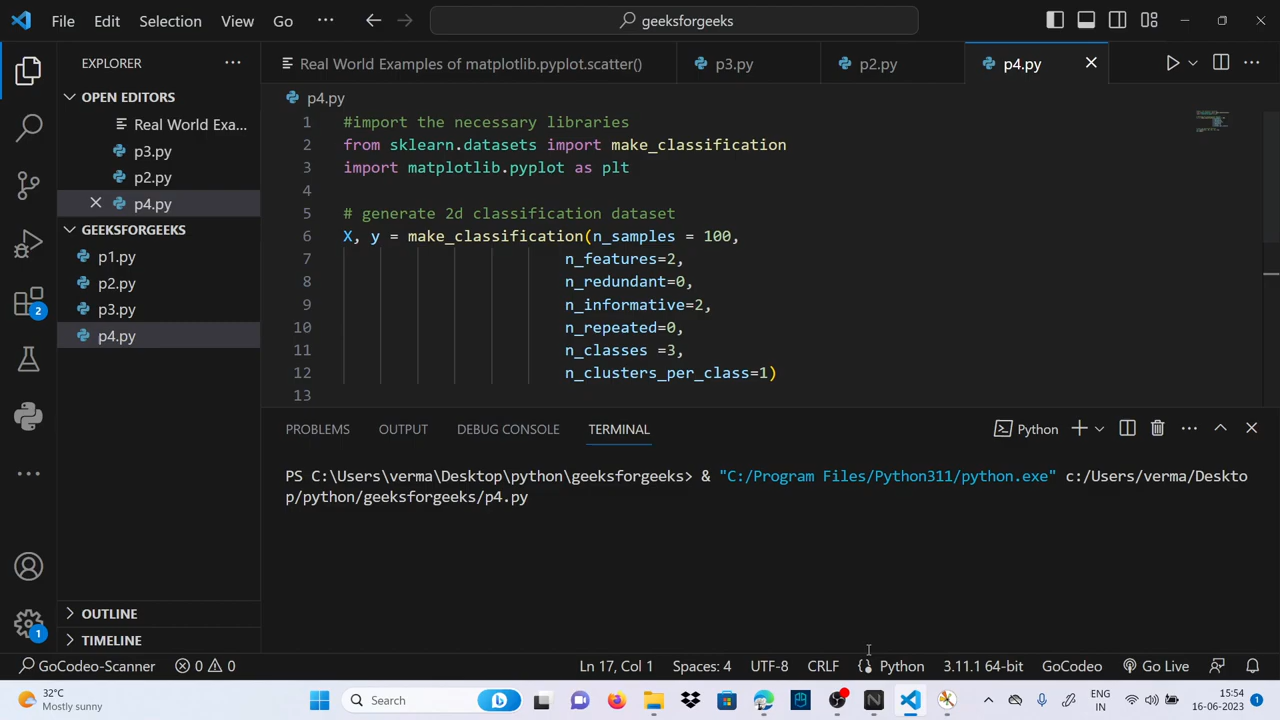 File Edit Selection View Go ··· geeksforgeeks
EXPLORER ···
OPEN EDITORS
Real World Exa...
p3.py
p2.py
p4.py
GEEKSFORGEEKS
p1.py
p2.py
p3.py
p4.py
2
1
OUTLINE
TIMELINE
Real World Examples of matplotlib.pyplot.scatter() p3.py p2.py p4.py
p4.py
1 #import the necessary libraries
2 from sklearn.datasets import make_classification
3 import matplotlib.pyplot as plt
4
5 # generate 2d classification dataset
6 X, y = make_classification(n_samples = 100,
7 n_features=2,
8 n_redundant=0,
9 n_informative=2,
10 n_repeated=0,
11 n_classes =3,
12 n_clusters_per_class=1)
13
PROBLEMS OUTPUT DEBUG CONSOLE TERMINAL Python
PS C:\Users\verma\Desktop\python\geeksforgeeks> & "C:/Program Files/Python311/python.exe" c:/Users/verma/Deskto
p/python/geeksforgeeks/p4.py
GoCodeo-Scanner 0 0 Ln 17, Col 1 Spaces: 4 UTF-8 CRLF {} Python 3.11.1 64-bit GoCodeo Go Live
32°C
Mostly sunny
Search
ENG
IN
15:54
16-06-2023
1